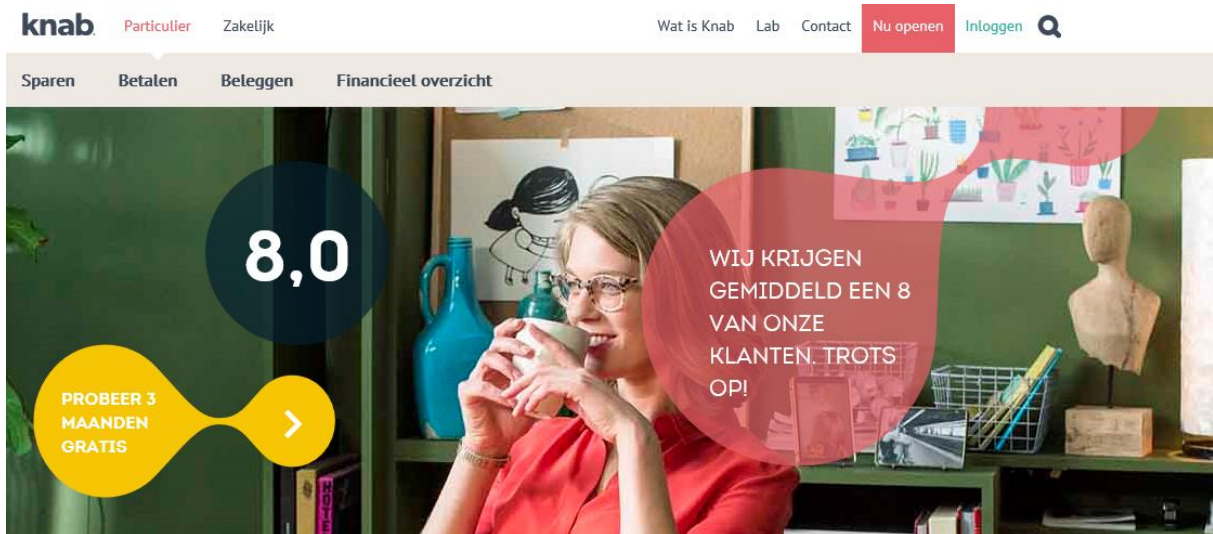 knab. Particulier Zakelijk Wat is Knab Lab Contact Nu openen Inloggen
Sparen Betalen Beleggen Financieel overzicht
8,0
WIJ KRIJGEN
GEMIDDELD EEN 8
VAN ONZE
KLANTEN. TROTS
OP!
PROBEER 3
MAANDEN
GRATIS
HOTE